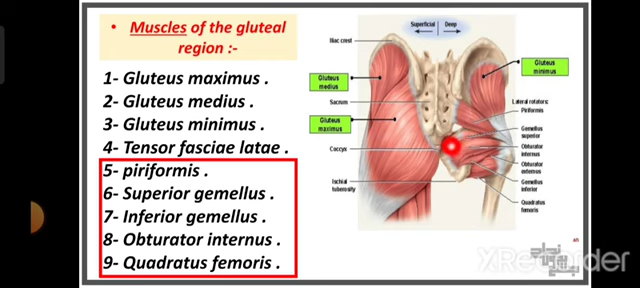 • Muscles of the gluteal
region :-
1- Gluteus maximus .
2- Gluteus medius .
3- Gluteus minimus .
4- Tensor fasciae latae .
5- piriformis .
6- Superior gemellus .
7- Inferior gemellus .
8- Obturator internus .
9- Quadratus femoris .
Superficial Deep
Iliac crest
Gluteus
medius
Sacrum
Gluteus
maximus
Coccyx
Ischial
tuberosity
Gluteus
minimus
Lateral rotators:
Piriformis
Gemellus
superior
Obturator
internus
Obturator
externus
Gemellus
inferior
Quadratus
femoris
XRecorder